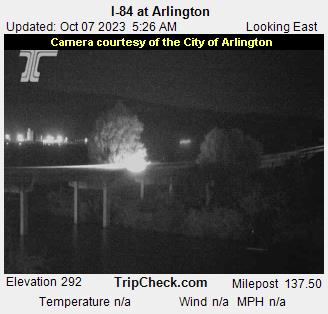 I-84 at Arlington
Updated: Oct 07 2023 5:26 AM Looking East
Camera courtesy of the City of Arlington
Elevation 292 TripCheck.com Milepost 137.50
Temperature n/a Wind n/a MPH n/a